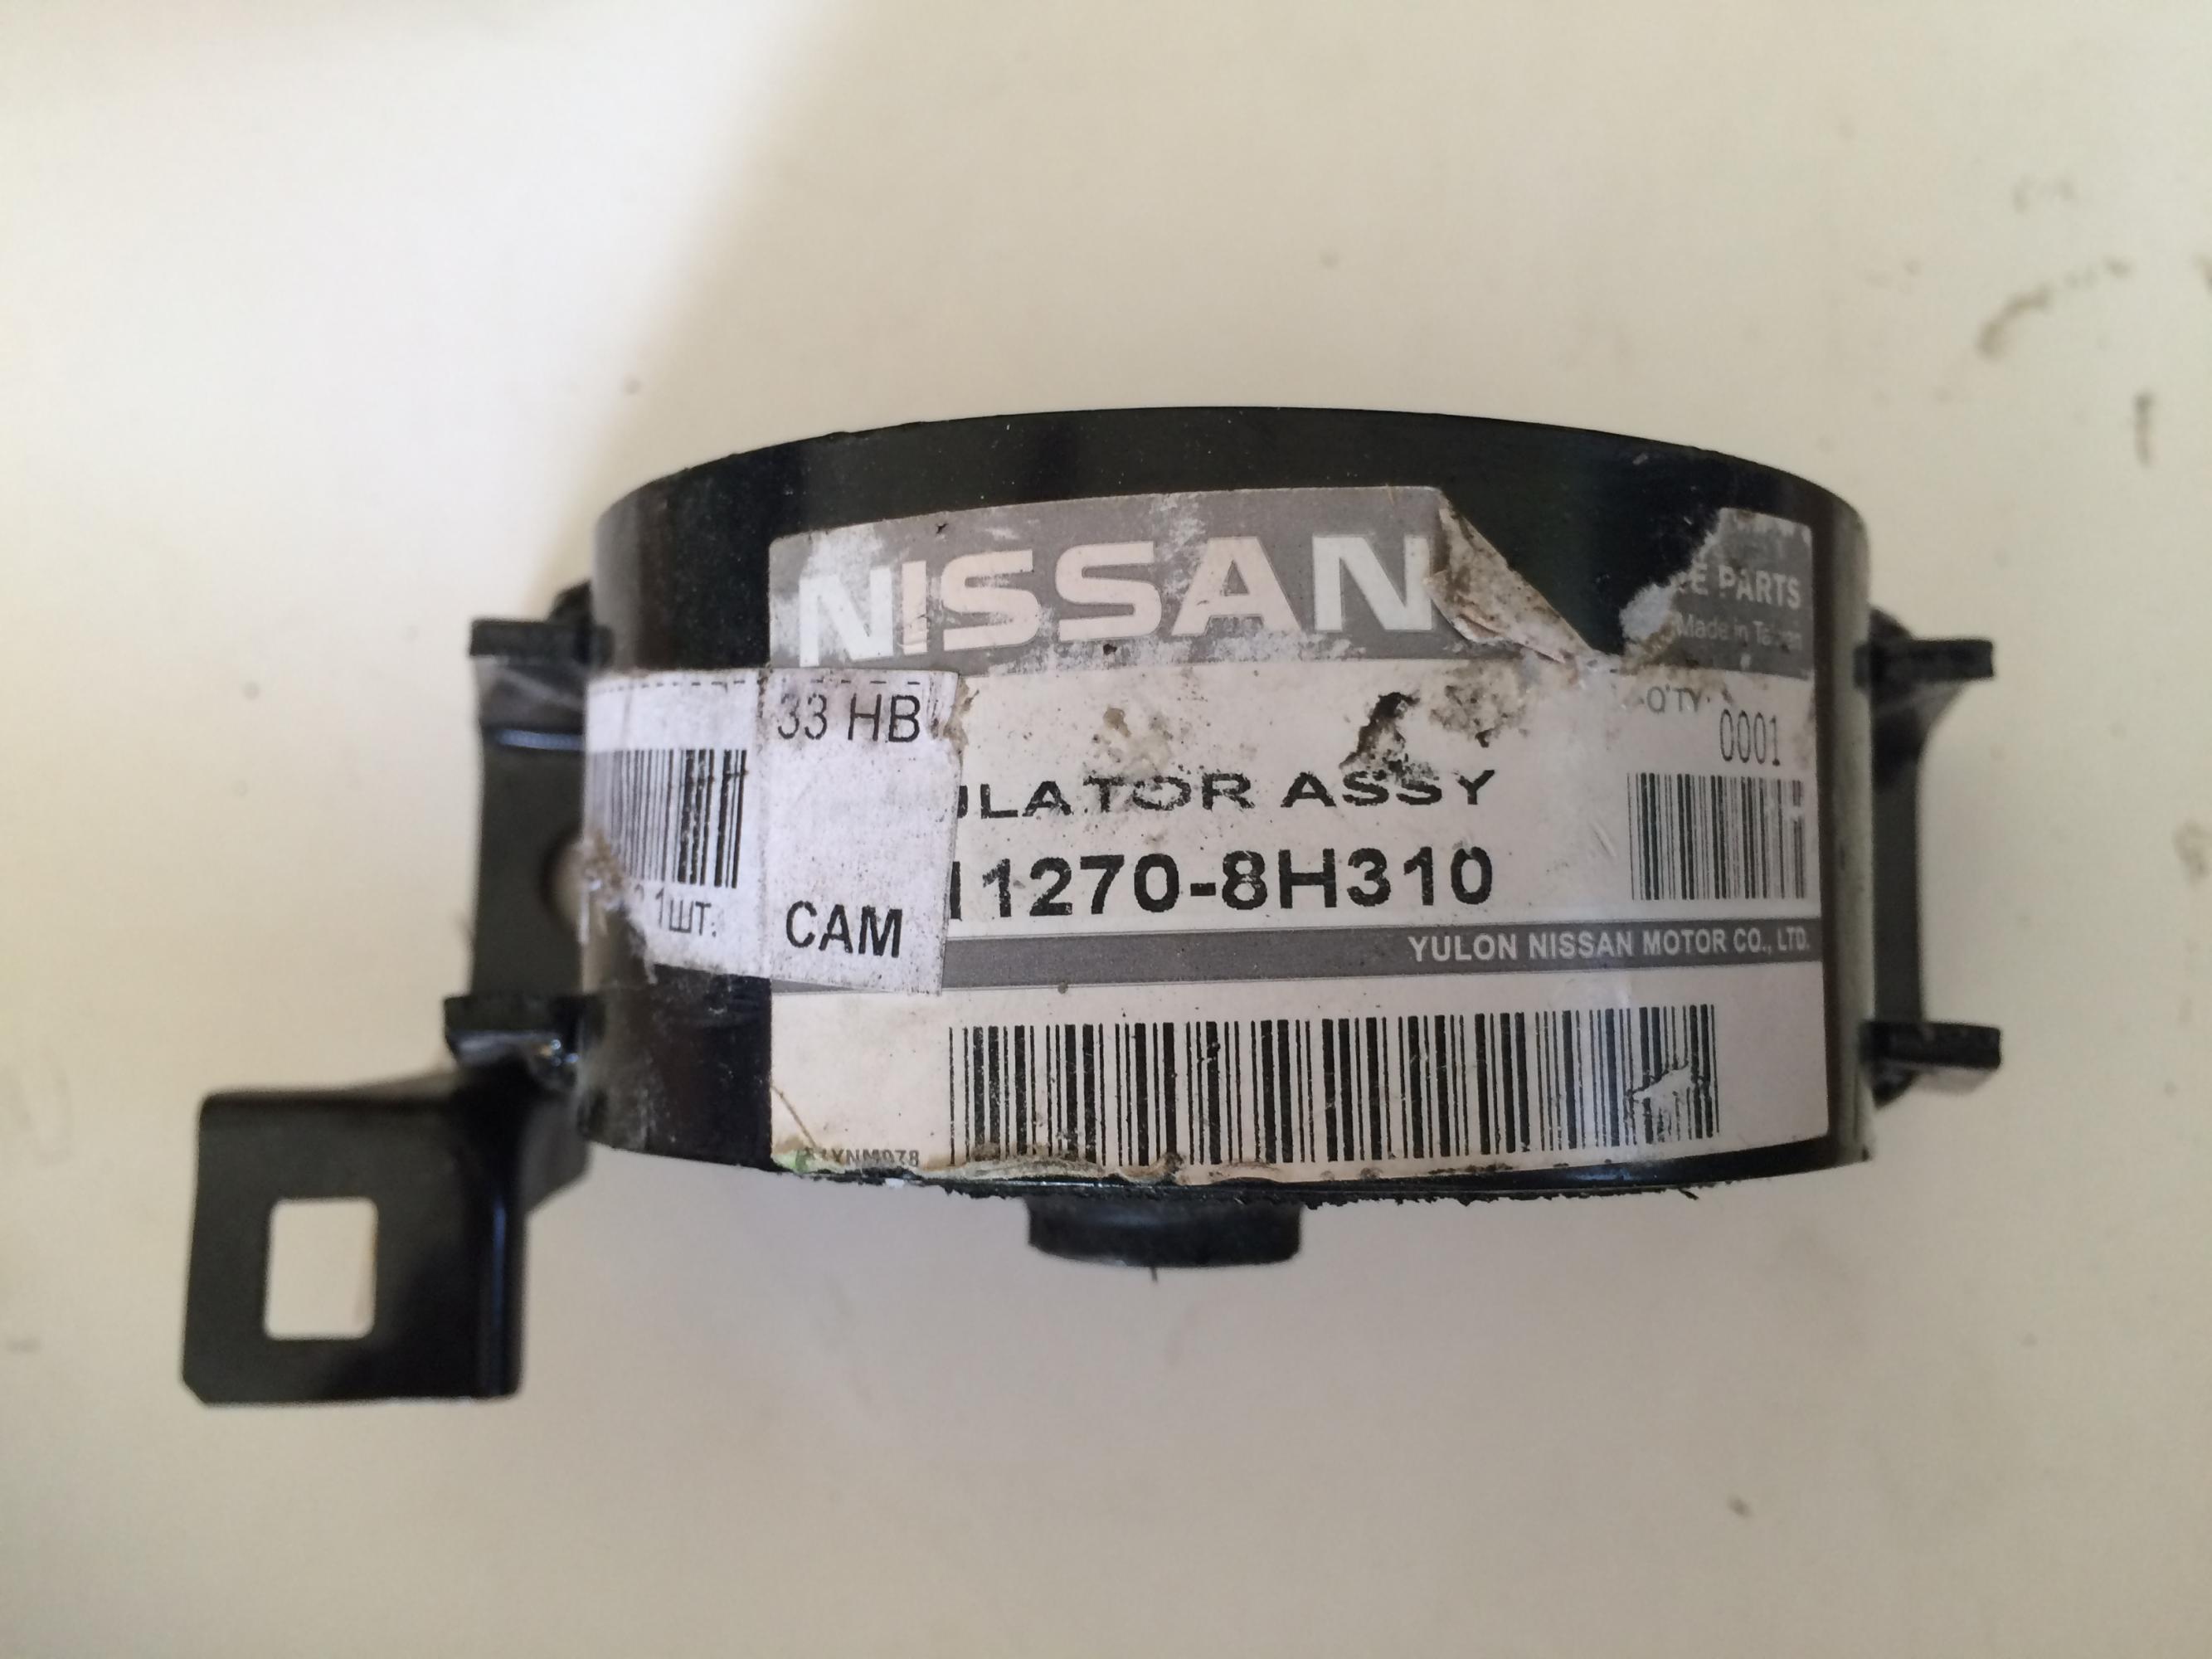 NISSAN
PARTS
Made in Taiwan
33 HB
Q'TY
0001
ULATOR ASSY
11270-8H310
1шт.
CAM
YULON NISSAN MOTOR CO., LTD.